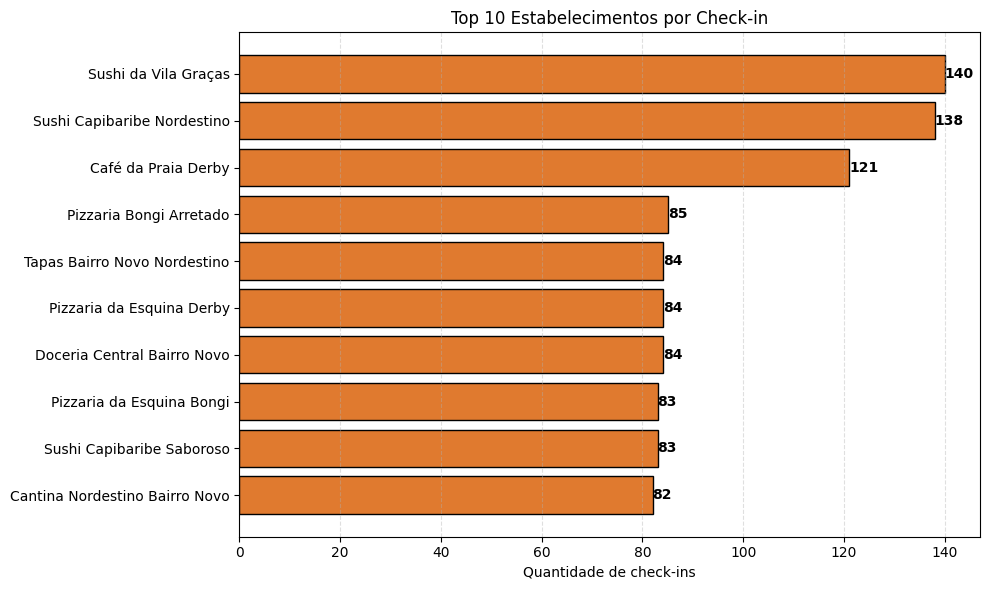 Top 10 Estabelecimentos por Check-in
Sushi da Vila Graças 140
Sushi Capibaribe Nordestino 138
Café da Praia Derby 121
Pizzaria Bongi Arretado 85
Tapas Bairro Novo Nordestino 84
Pizzaria da Esquina Derby 84
Doceria Central Bairro Novo 84
Pizzaria da Esquina Bongi 83
Sushi Capibaribe Saboroso 83
Cantina Nordestino Bairro Novo 82
0 20 40 60 80 100 120 140
Quantidade de check-ins